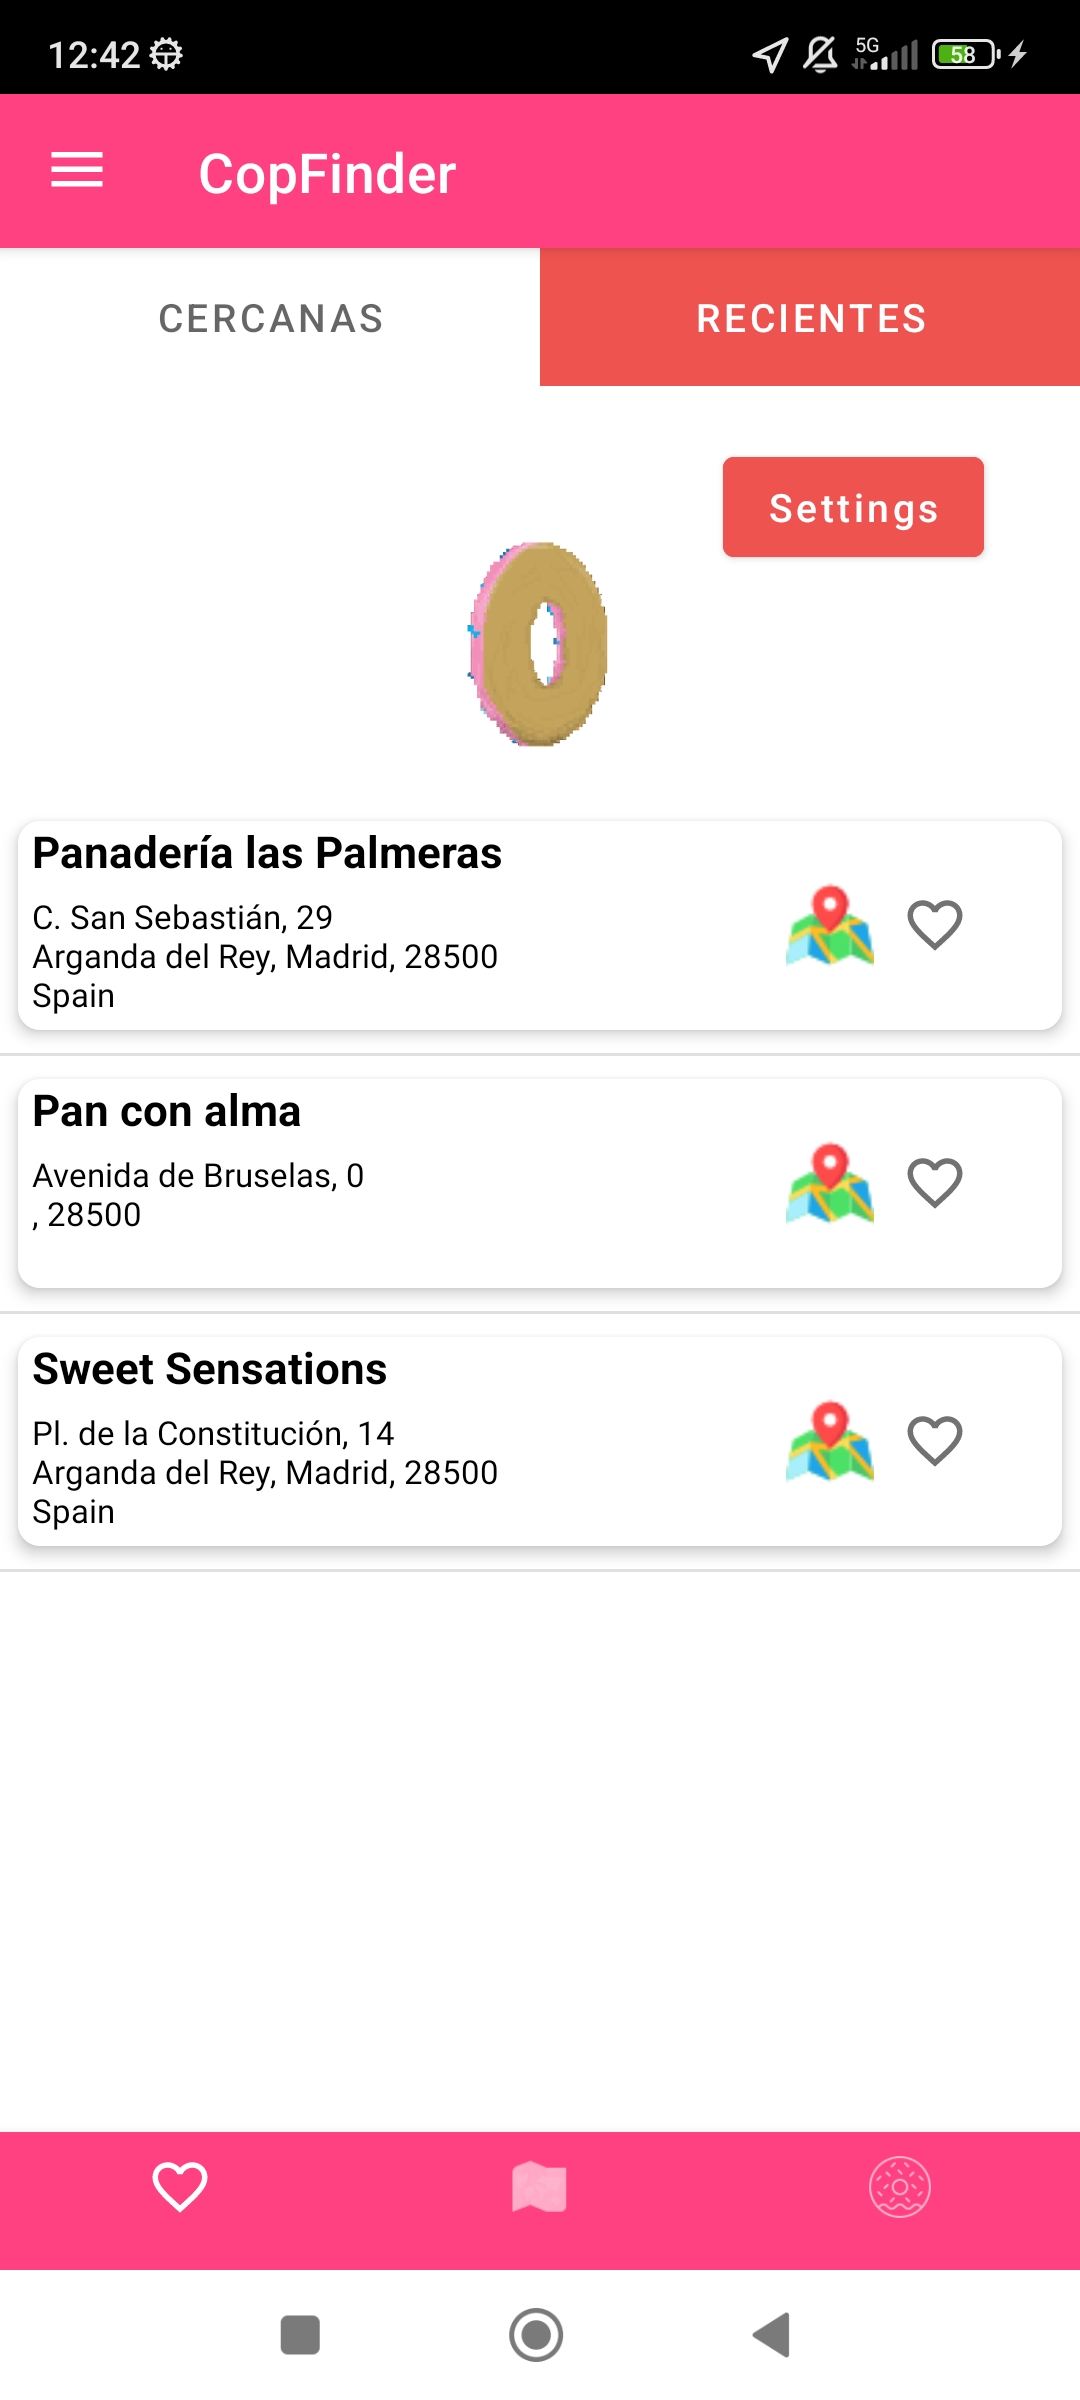 12:42
5G
58
CopFinder
CERCANAS
RECIENTES
Settings
Panadería las Palmeras
C. San Sebastián, 29
Arganda del Rey, Madrid, 28500
Spain
Pan con alma
Avenida de Bruselas, 0
, 28500
Sweet Sensations
Pl. de la Constitución, 14
Arganda del Rey, Madrid, 28500
Spain